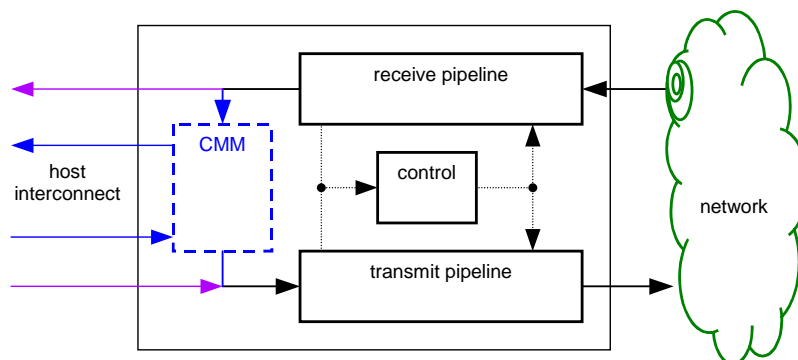 receive pipeline
CMM
host
interconnect
control
network
transmit pipeline